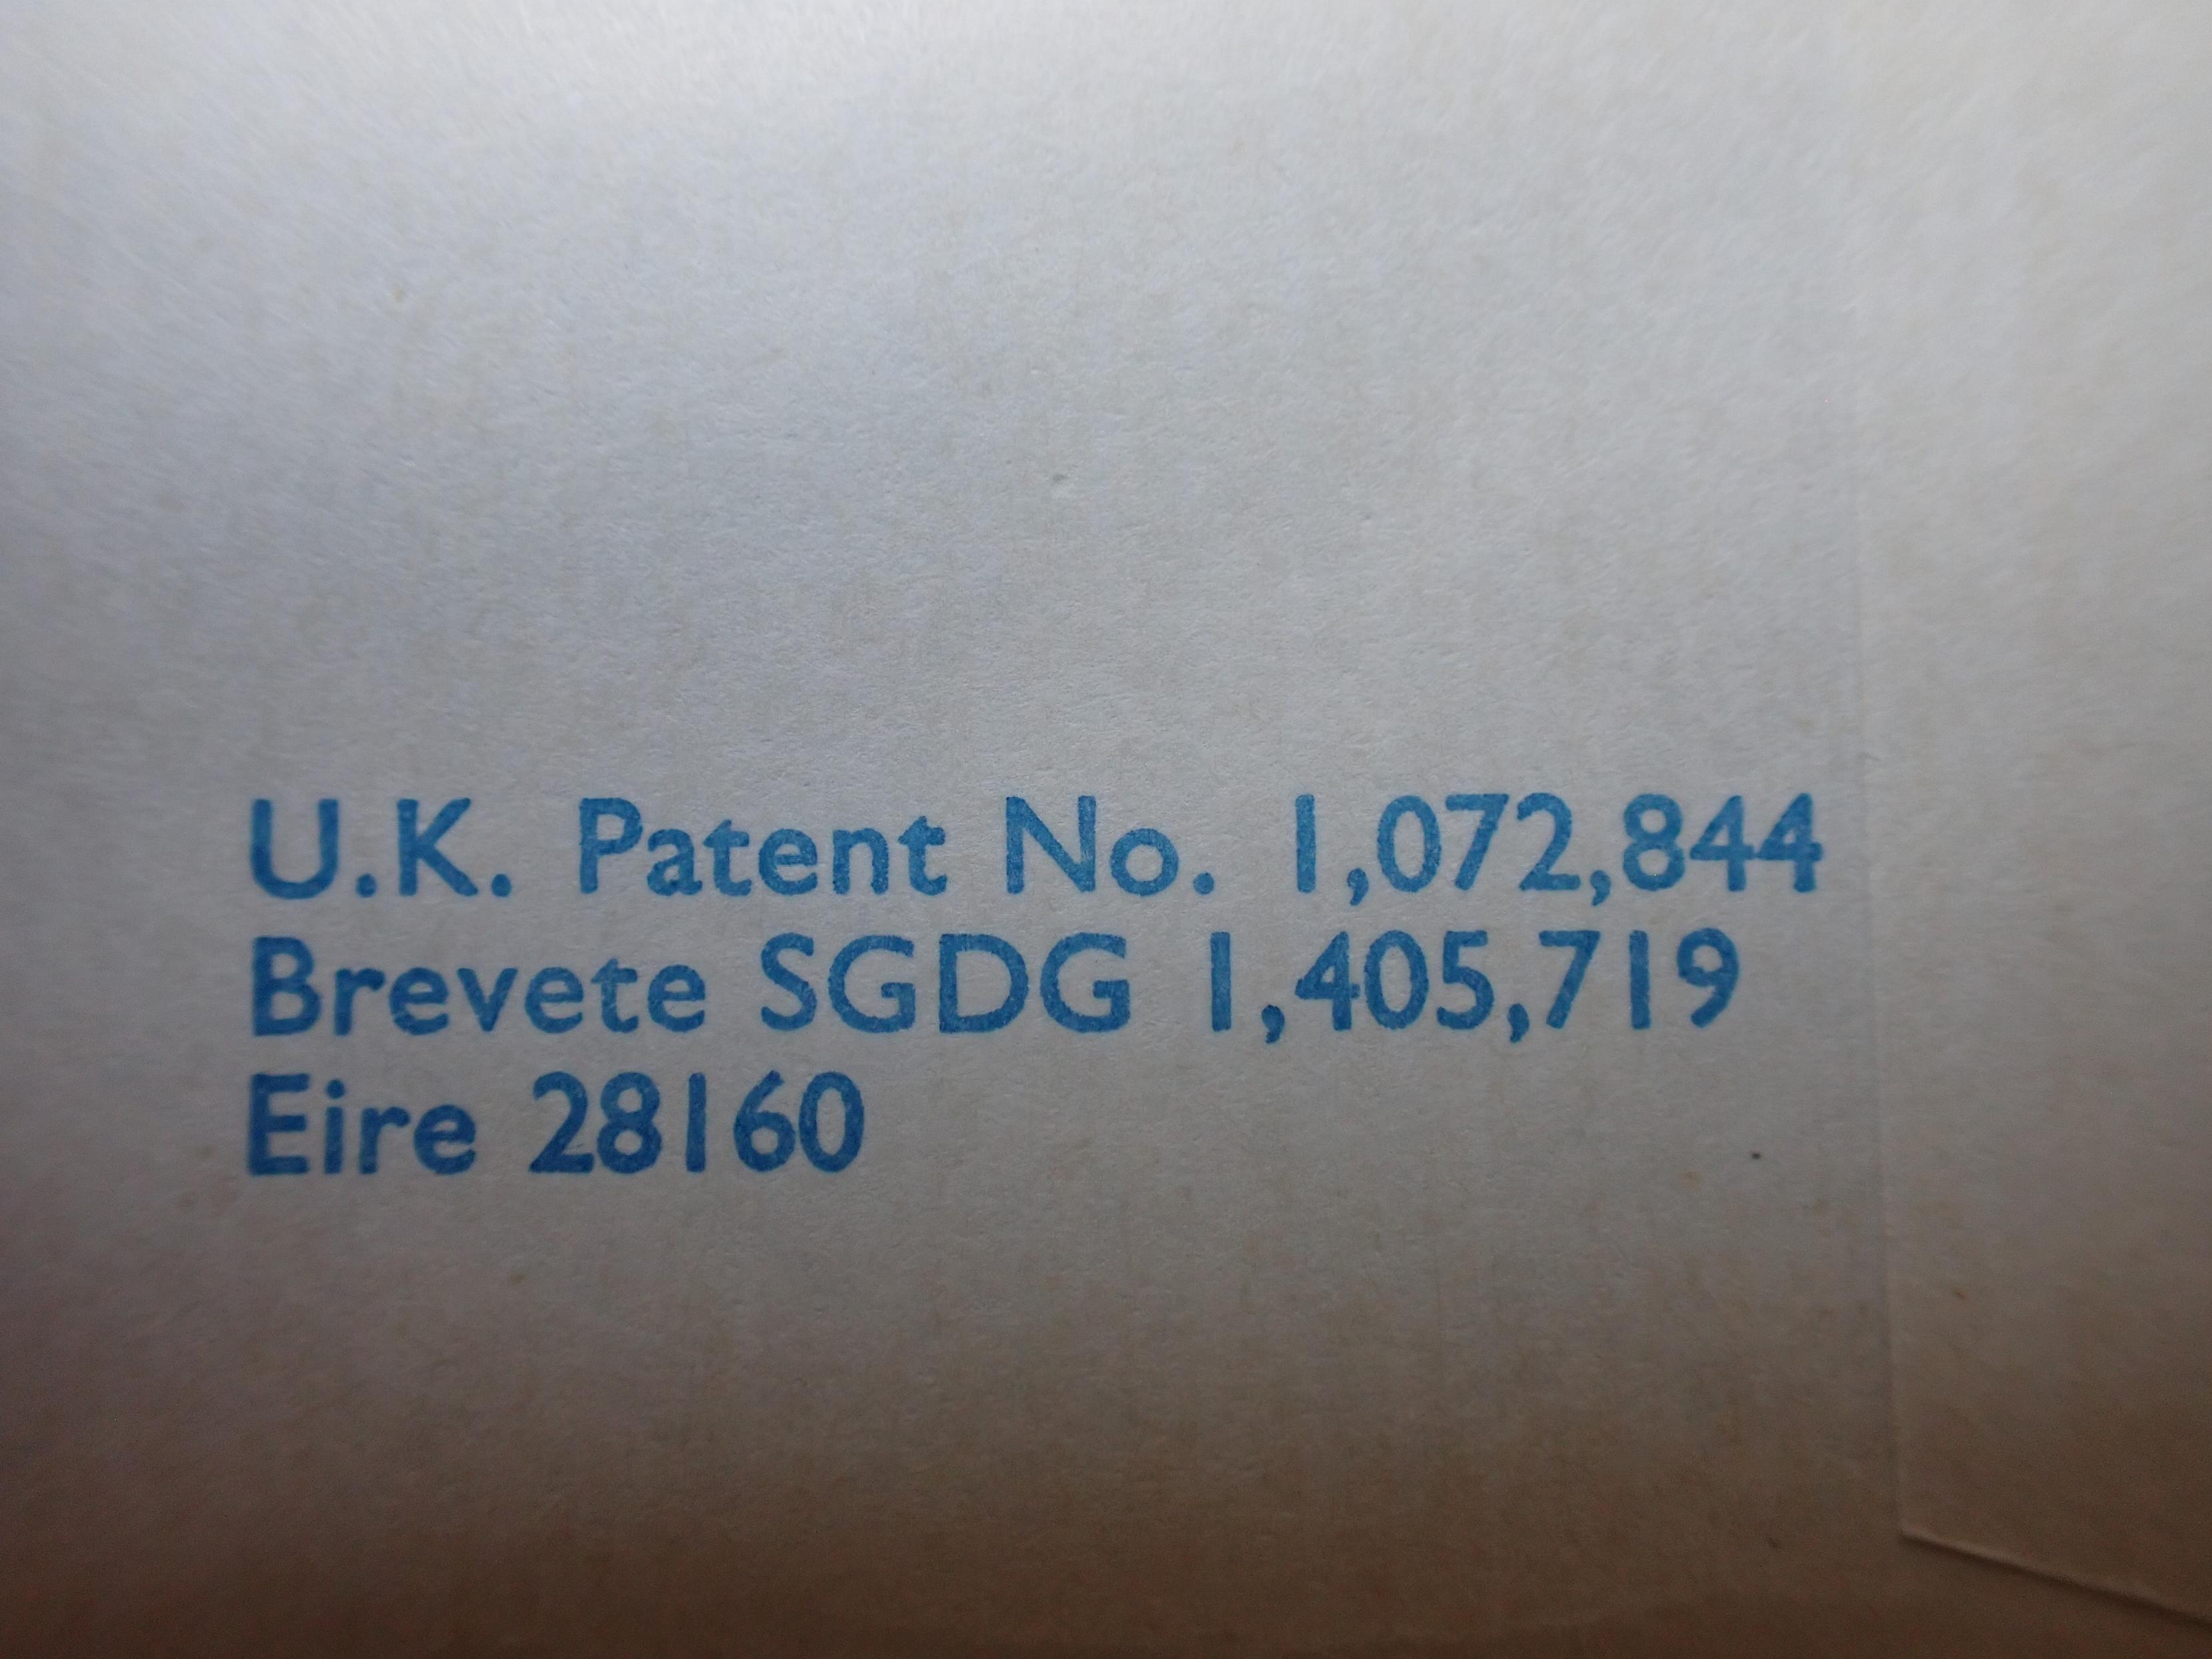 U.K. Patent No. 1,072,844
Brevete SGDG 1,405,719
Eire 28160